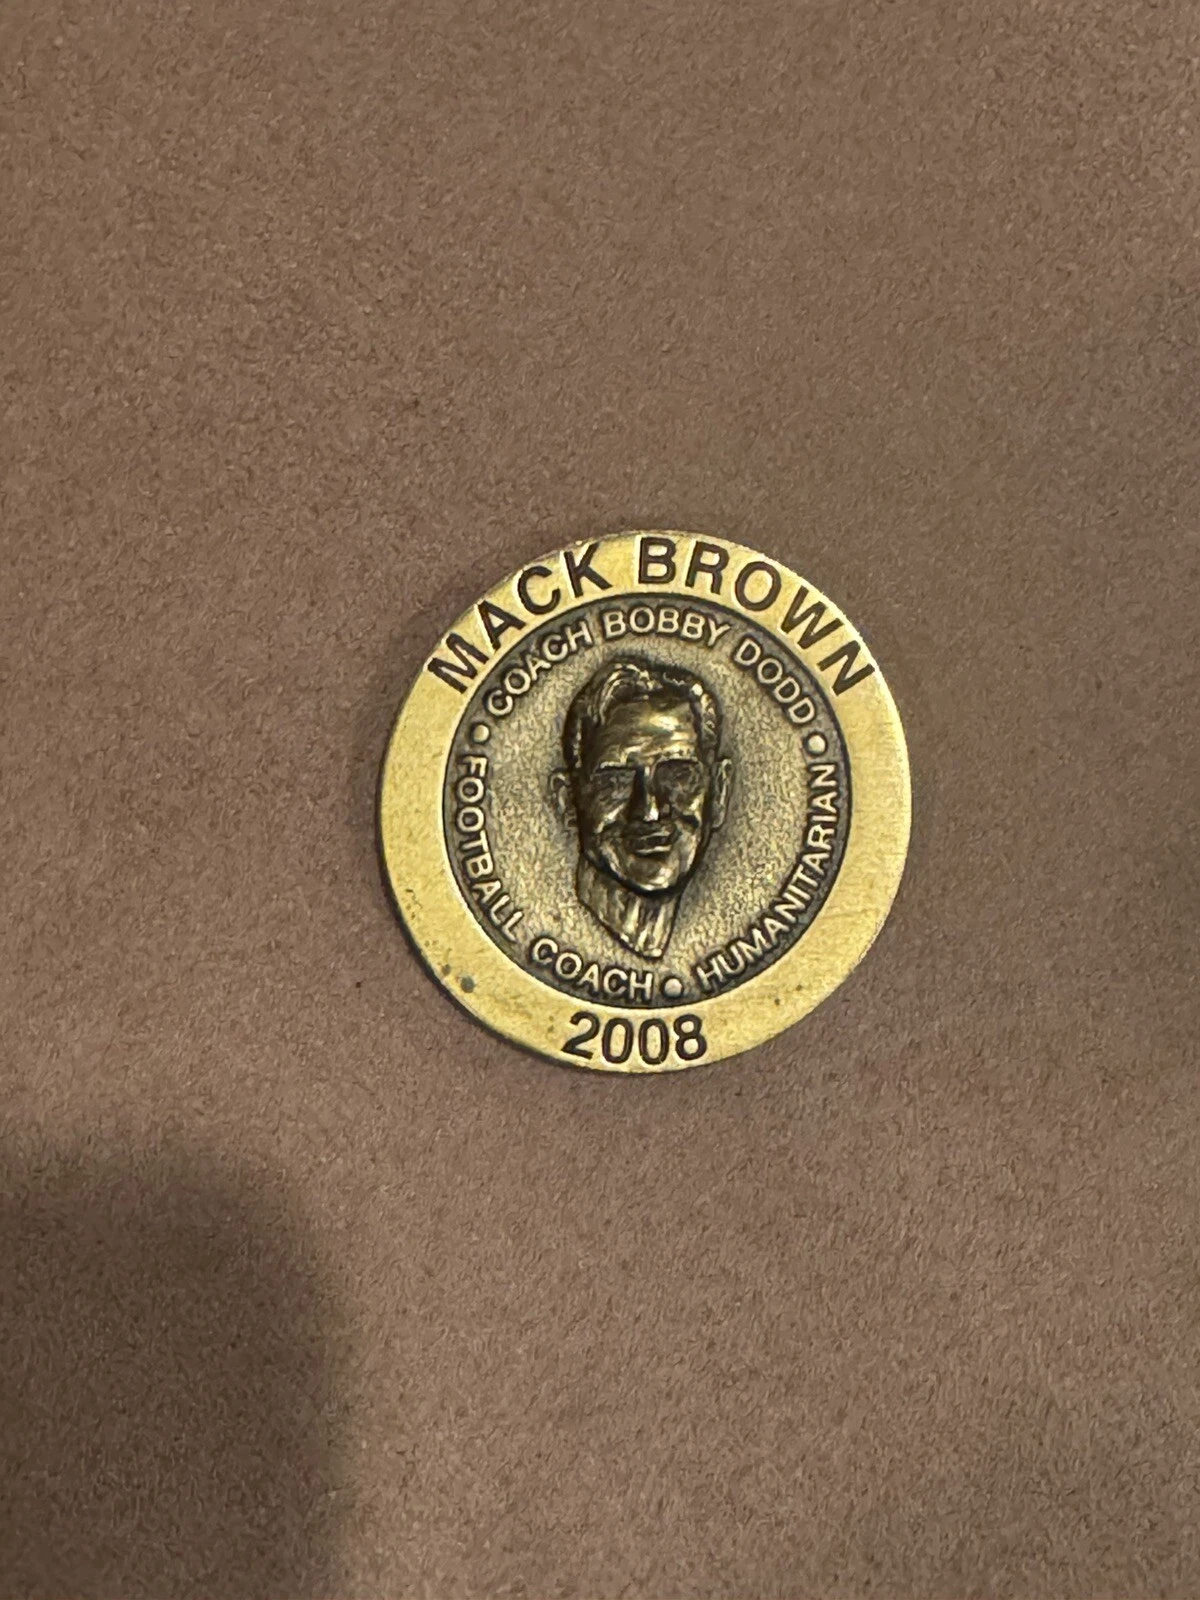 MACK BROWN
COACH BOBBY DODD •
• FOOTBALL COACH • HUMANITARIAN
2008